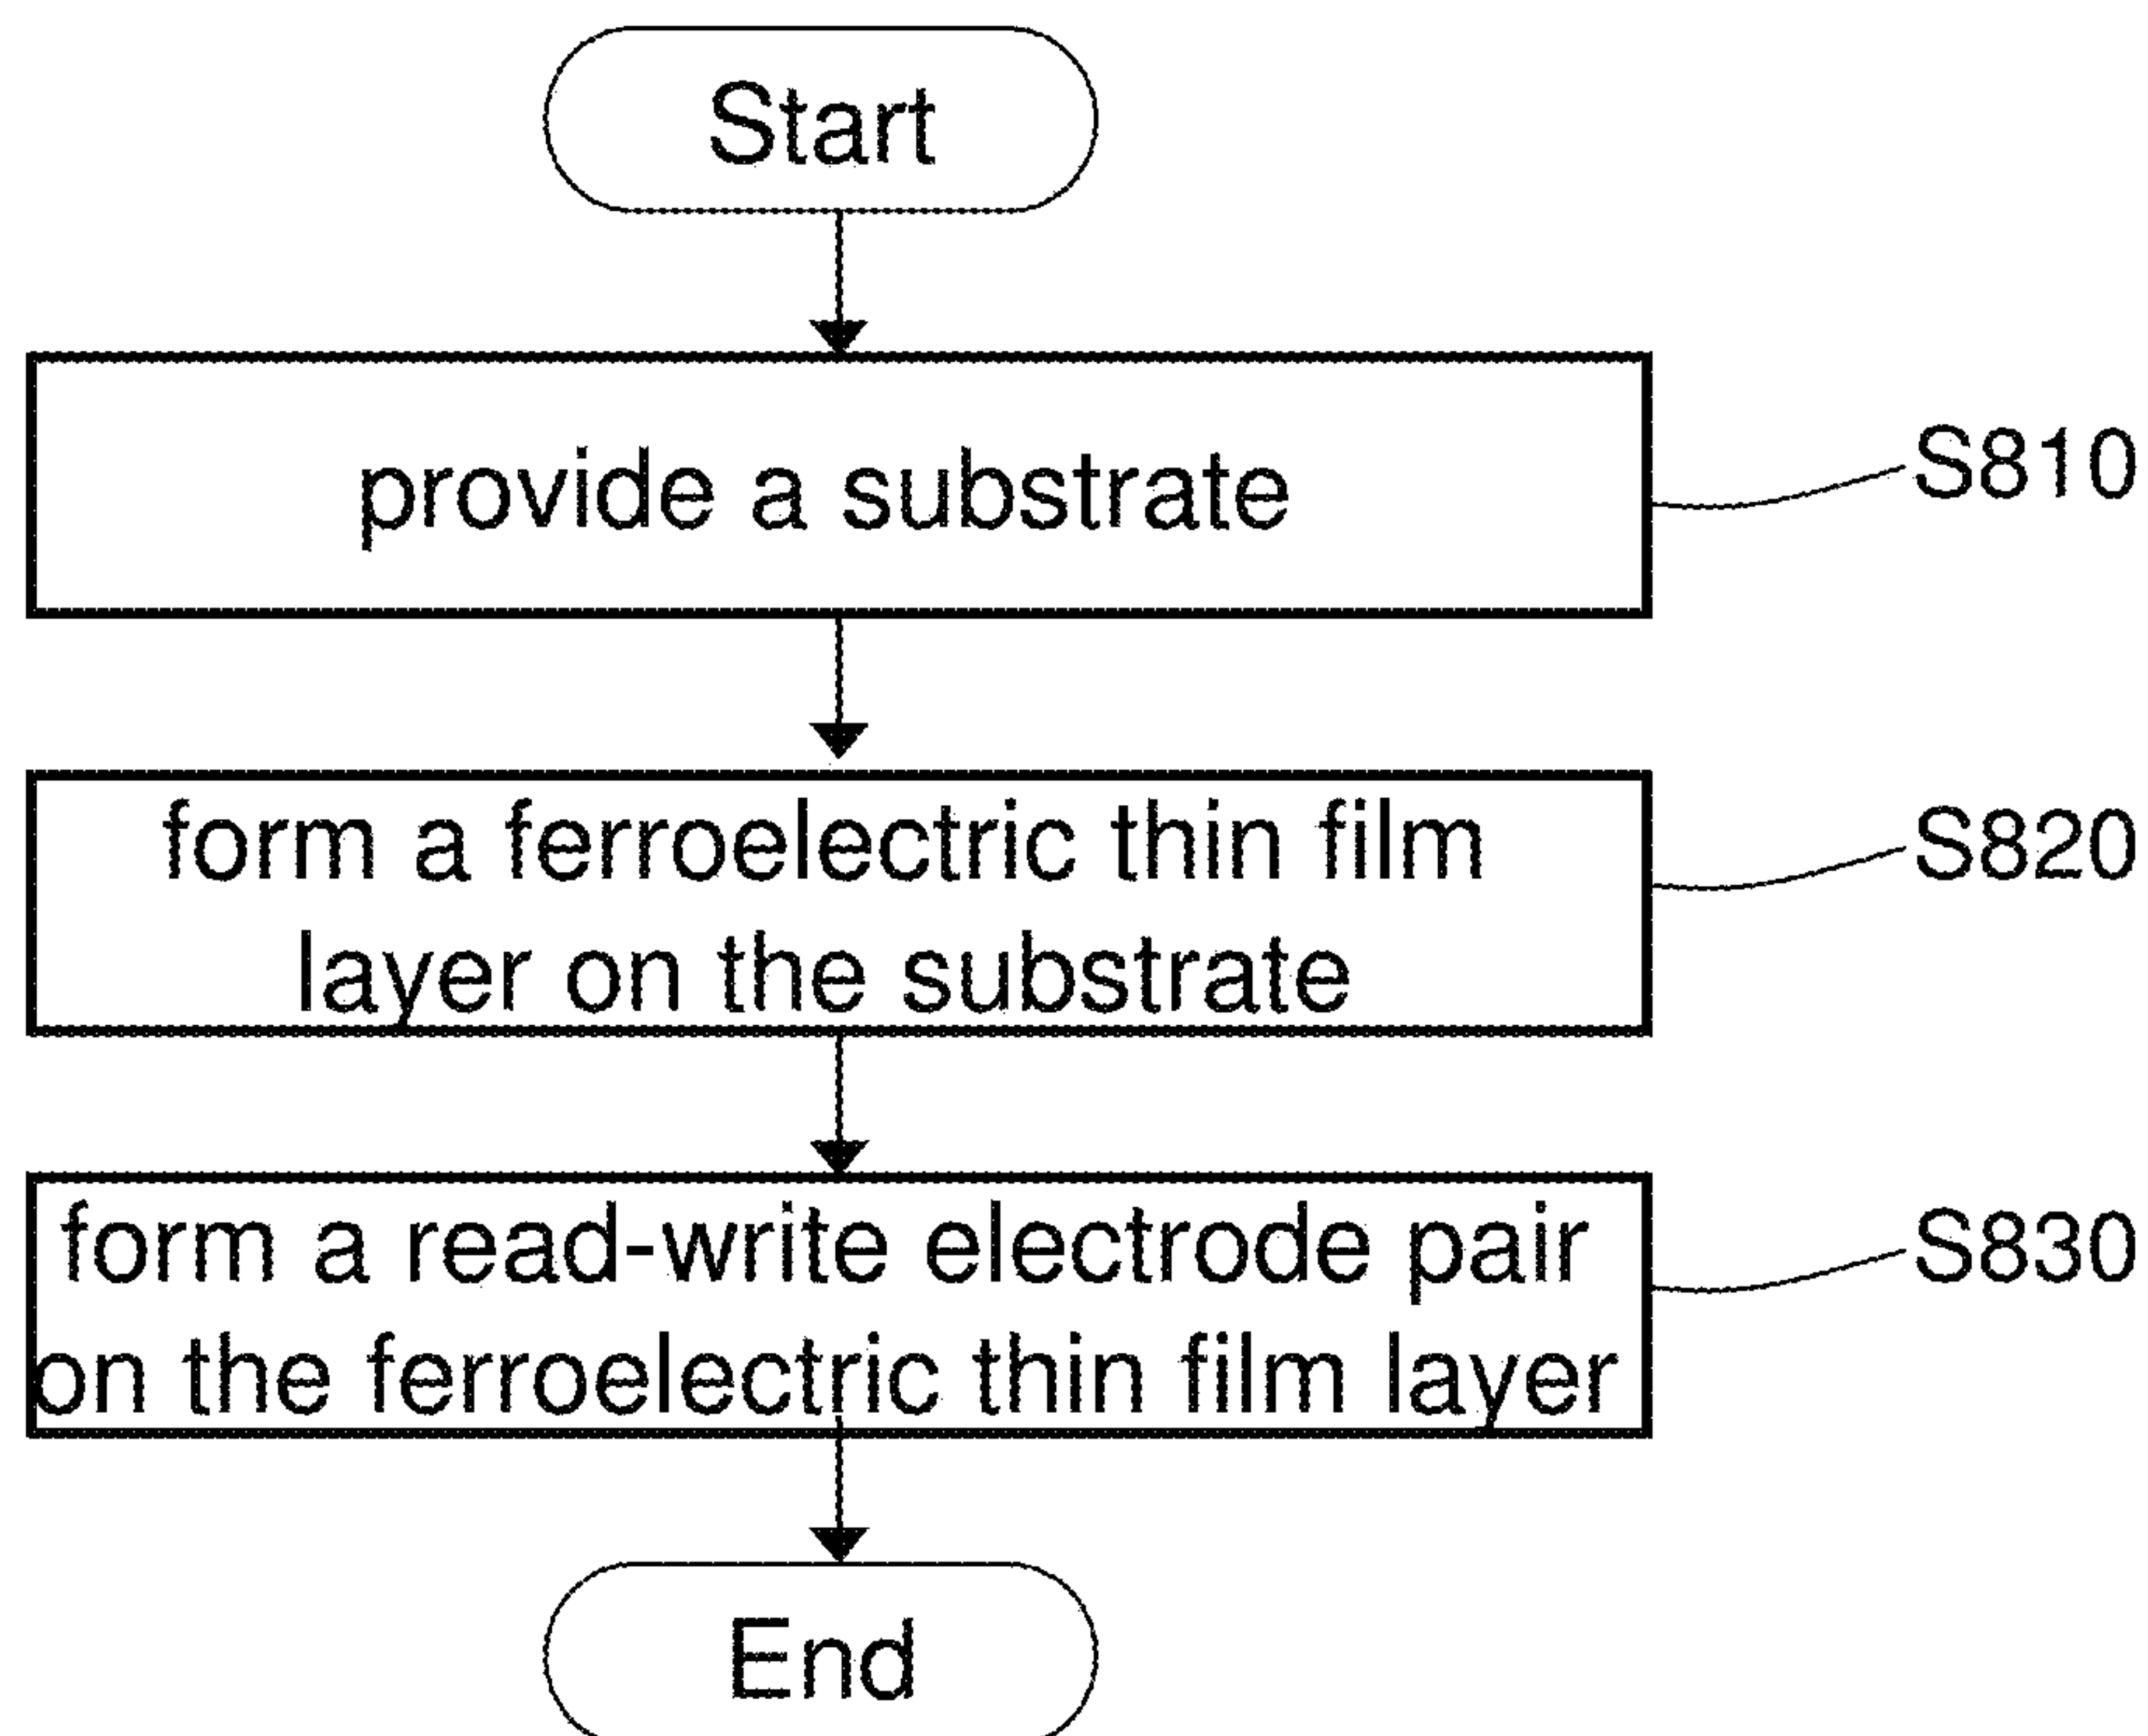 Start
provide a substrate
S810
form a ferroelectric thin film
layer on the substrate
S820
form a read-write electrode pair
on the ferroelectric thin film layer
S830
End